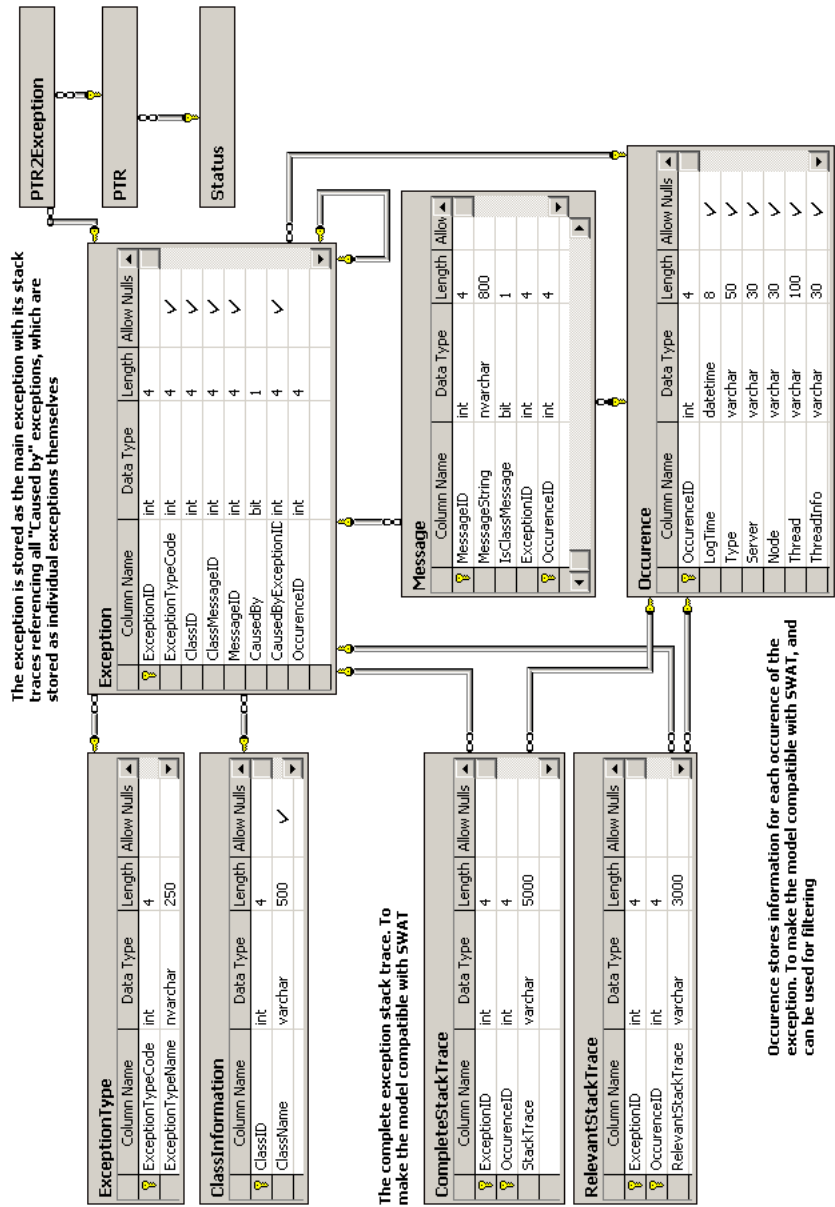 The exception is stored as the main exception with its stack
traces referencing all "Caused by" exceptions, which are
stored as individual exceptions themselves
ExceptionType
Column Name Data Type Length Allow Nulls
ExceptionTypeCode int 4
ExceptionTypeName nvarchar 250
ClassInformation
Column Name Data Type Length Allow Nulls
ClassID int 4
ClassName varchar 500
The complete exception stack trace. To
make the model compatible with SWAT
CompleteStackTrace
Column Name Data Type Length Allow Nulls
ExceptionID int 4
OccurenceID int 4
StackTrace varchar 5000
RelevantStackTrace
Column Name Data Type Length Allow Nulls
ExceptionID int 4
OccurenceID int 4
RelevantStackTrace varchar 3000
Exception
Column Name Data Type Length Allow Nulls
ExceptionID int 4
ExceptionTypeCode int 4
ClassID int 4
ClassMessageID int 4
MessageID int 4
CausedBy bit 1
CausedByExceptionID int 4
OccurenceID int 4
Message
Column Name Data Type Length Allow
MessageID int 4
MessageString nvarchar 800
IsClassMessage bit 1
ExceptionID int 4
OccurenceID int 4
Occurence
Column Name Data Type Length Allow Nulls
OccurenceID int 4
LogTime datetime 8
Type varchar 50
Server varchar 30
Node varchar 30
Thread varchar 100
ThreadInfo varchar 30
PTR2Exception
PTR
Status
Occurence stores information for each occurence of the
exception. To make the model compatible with SWAT, and
can be used for filtering